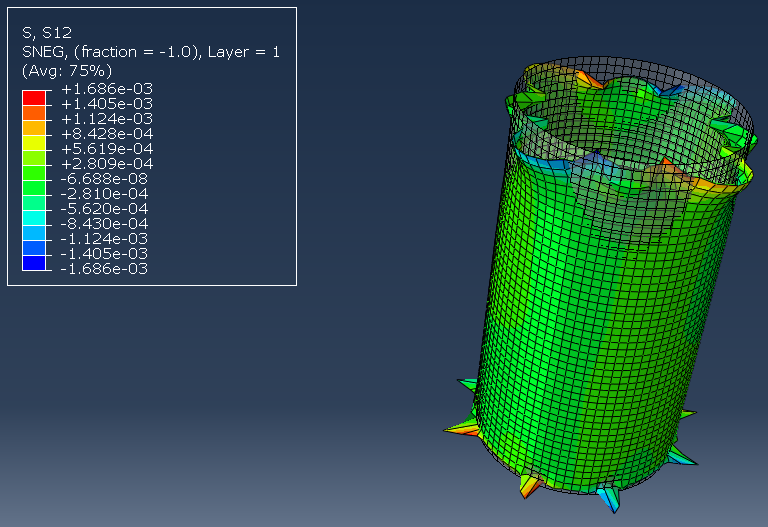 S, S12
SNEG, (fraction = -1.0), Layer = 1
(Avg: 75%)
+1.686e-03
+1.405e-03
+1.124e-03
+8.428e-04
+5.619e-04
+2.809e-04
-6.688e-08
-2.810e-04
-5.620e-04
-8.430e-04
-1.124e-03
-1.405e-03
-1.686e-03